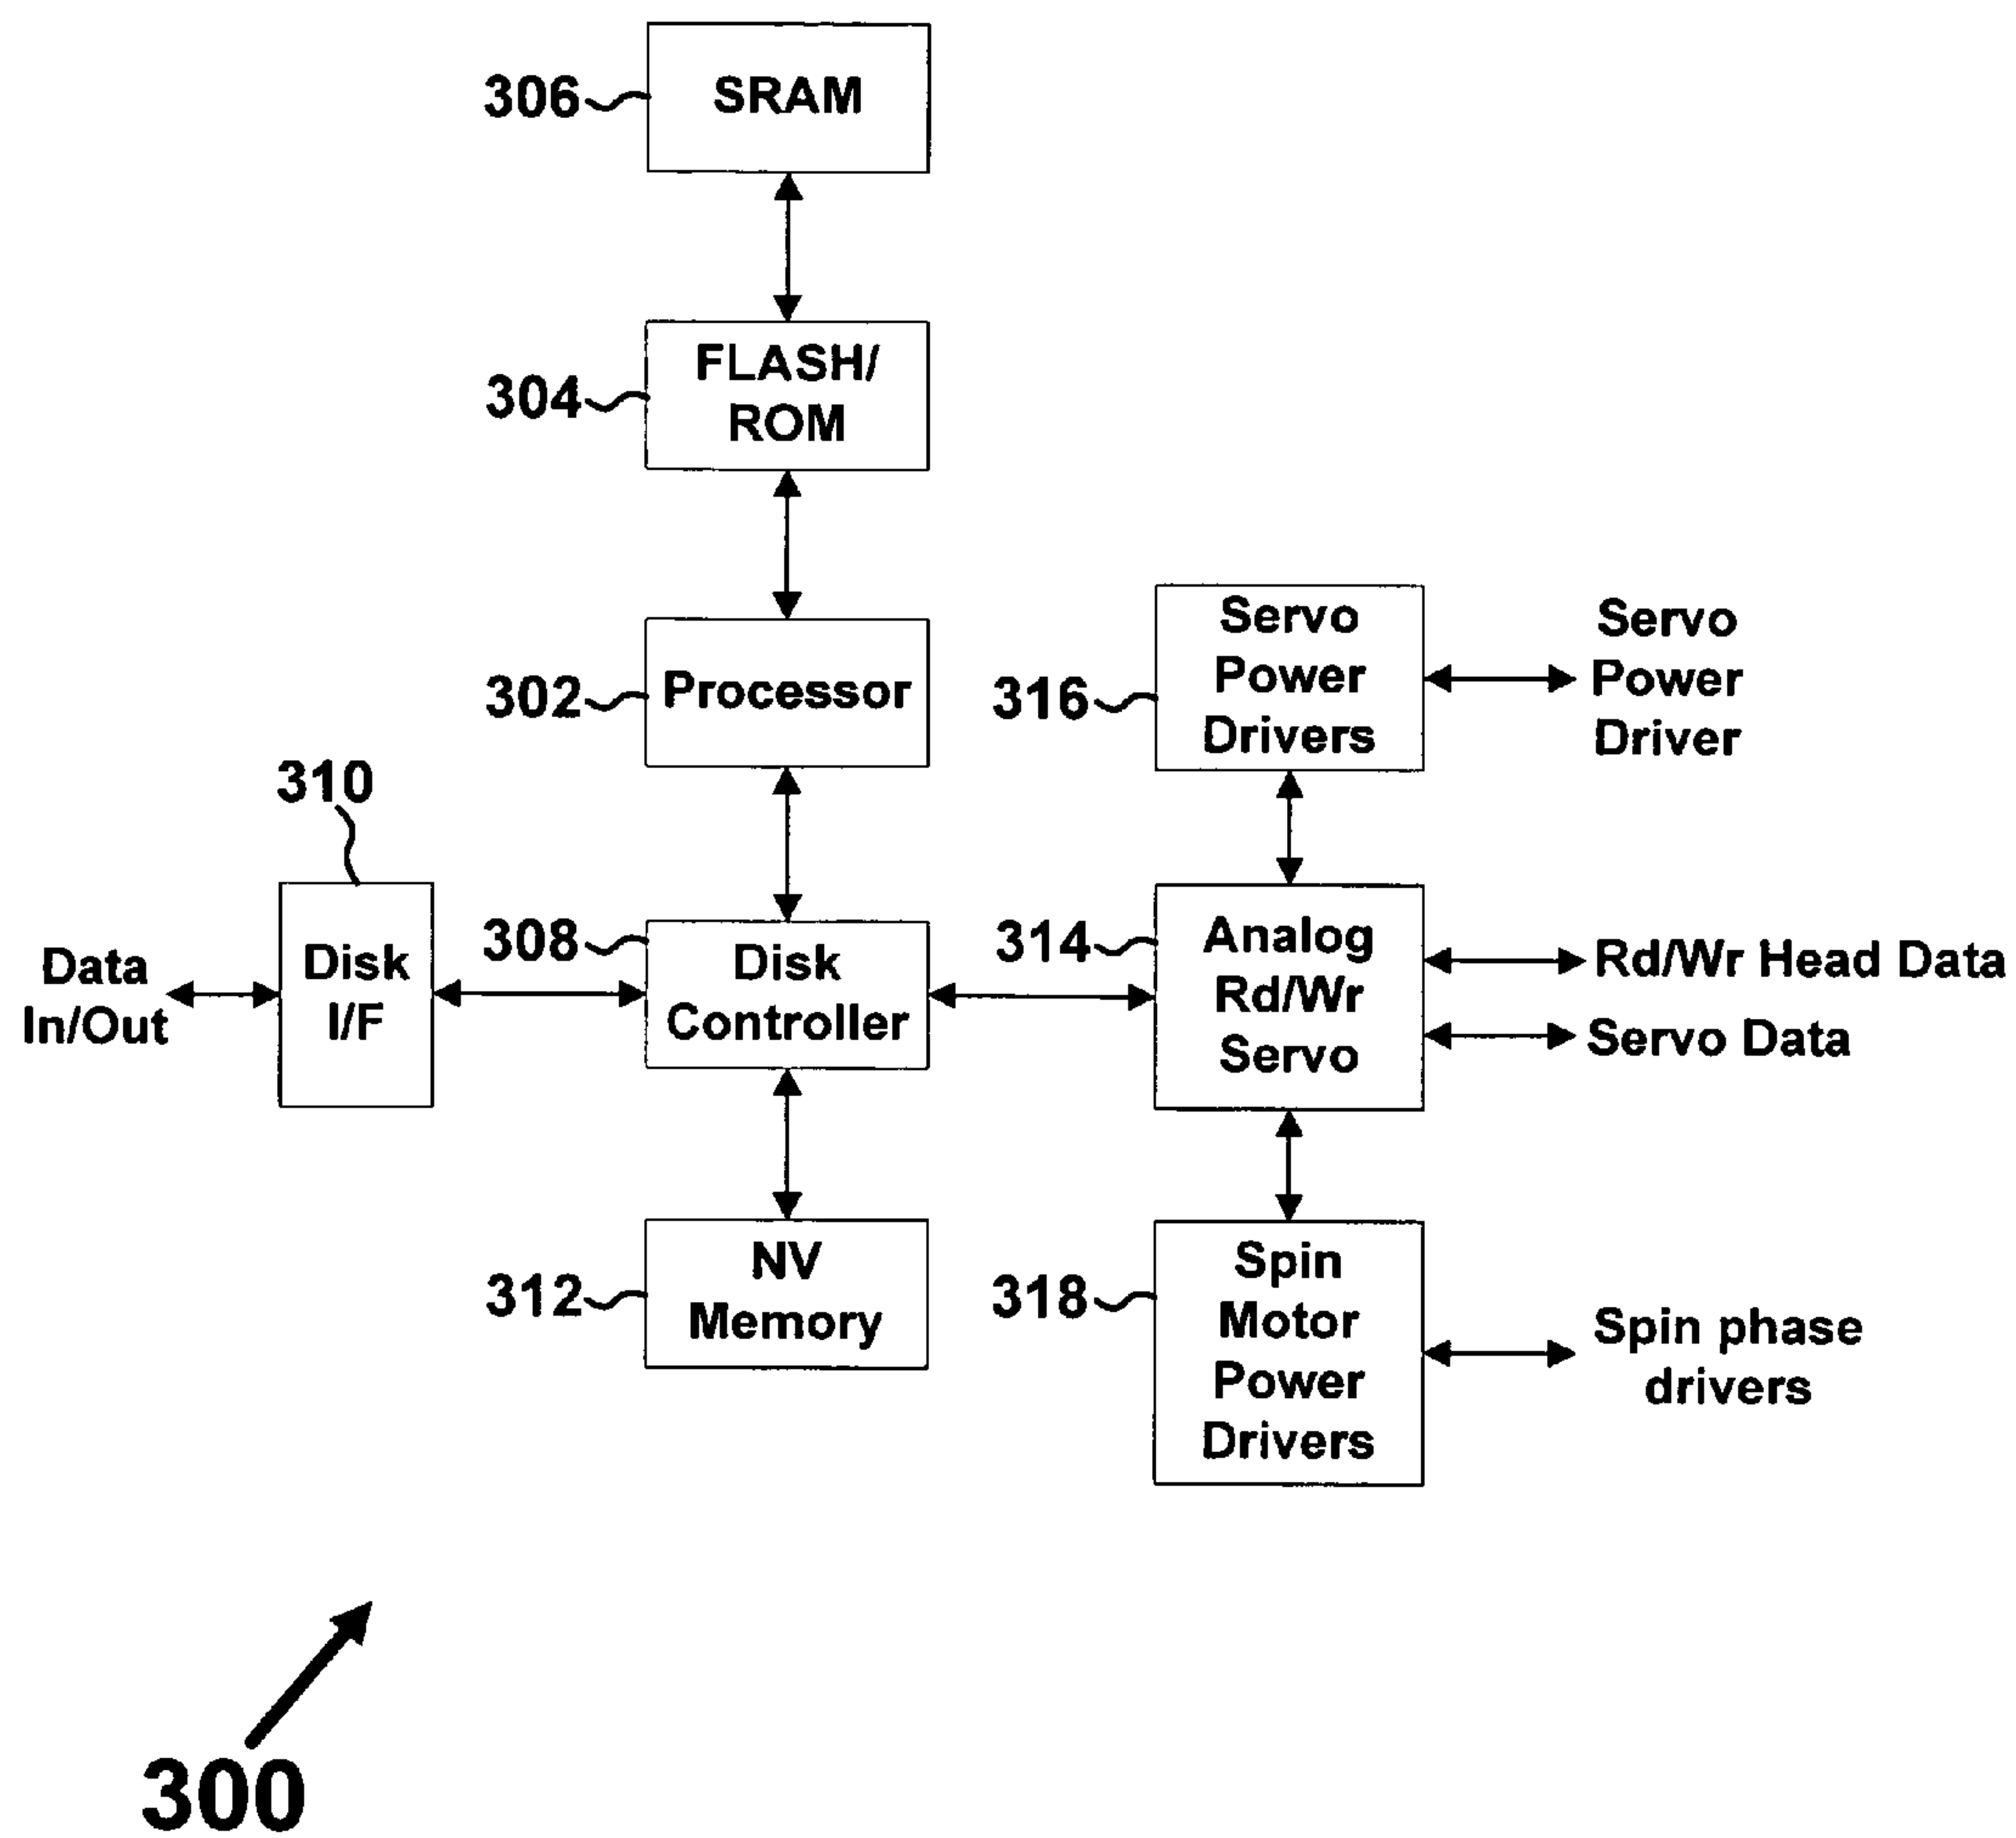 306
SRAM
304
FLASH/
ROM
302
Processor
316
Servo
Power
Drivers
Servo
Power
Driver
310
Data
In/Out
Disk
I/F
308
Disk
Controller
314
Analog
Rd/Wr
Servo
Rd/Wr Head Data
Servo Data
312
NV
Memory
318
Spin
Motor
Power
Drivers
Spin phase
drivers
300